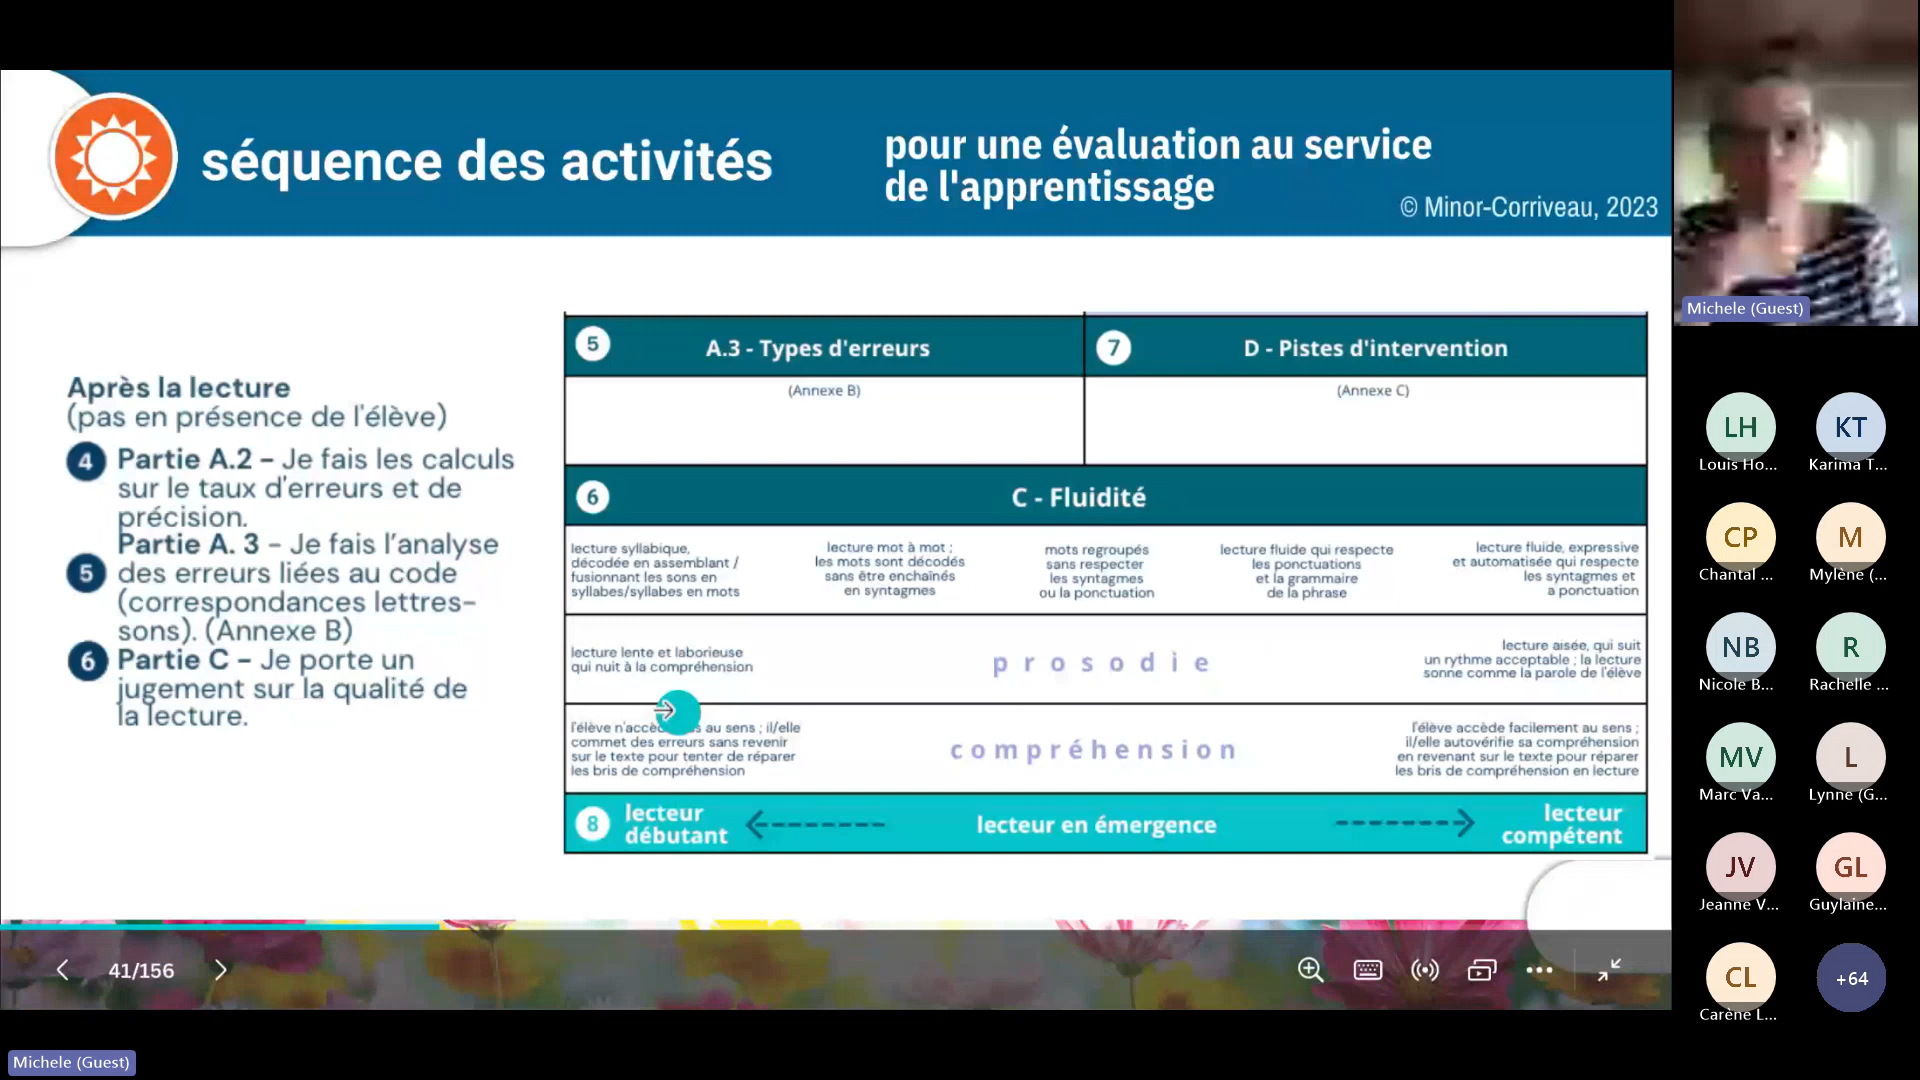 séquence des activités
pour une évaluation au service
de l'apprentissage
© Minor-Corriveau, 2023
Après la lecture
(pas en présence de l'élève)
4 Partie A.2 – Je fais les calculs
sur le taux d'erreurs et de
précision.
Partie A. 3 – Je fais l'analyse
5 des erreurs liées au code
(correspondances lettres-
sons). (Annexe B)
6 Partie C – Je porte un
jugement sur la qualité de
la lecture.
5 A.3 - Types d'erreurs
7 D - Pistes d'intervention
(Annexe B)
(Annexe C)
6 C - Fluidité
lecture syllabique,
décodée en assemblant /
fusionnant les sons en
syllabes/syllabes en mots
lecture mot à mot ;
les mots sont décodés
sans être enchaînés
en syntagmes
mots regroupés
sans respecter
les syntagmes
ou la ponctuation
lecture fluide qui respecte
les ponctuations
et la grammaire
de la phrase
lecture fluide, expressive
et automatisée qui respecte
les syntagmes et
a ponctuation
lecture lente et laborieuse
qui nuit à la compréhension
prosodie
lecture aisée, qui suit
un rythme acceptable ; la lecture
sonne comme la parole de l'élève
l'élève n'accè s au sens ; il/elle
commet des erreurs sans revenir
sur le texte pour tenter de réparer
les bris de compréhension
compréhension
l'élève accède facilement au sens ;
il/elle autovérifie sa compréhension
en revenant sur le texte pour réparer
les bris de compréhension en lecture
8 lecteur
débutant
lecteur en émergence
lecteur
compétent
41/156
Michele (Guest)
Michele (Guest)
LH
Louis Ho...
KT
Karima T...
CP
Chantal ...
M
Mylène (...
NB
Nicole B...
R
Rachelle ...
MV
Marc Va...
L
Lynne (G...
JV
Jeanne V...
GL
Guylaine...
CL
Carène L...
+64